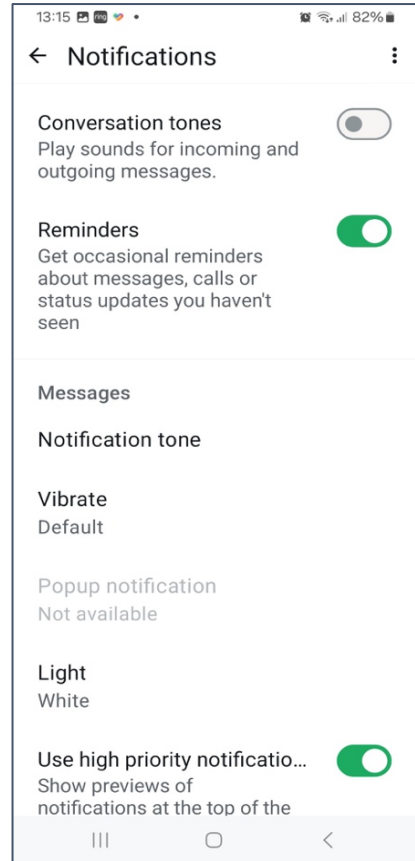 13:15 ring 82%
Notifications
Conversation tones
Play sounds for incoming and
outgoing messages.
Reminders
Get occasional reminders
about messages, calls or
status updates you haven't
seen
Messages
Notification tone
Vibrate
Default
Popup notification
Not available
Light
White
Use high priority notificatio...
Show previews of
notifications at the top of the